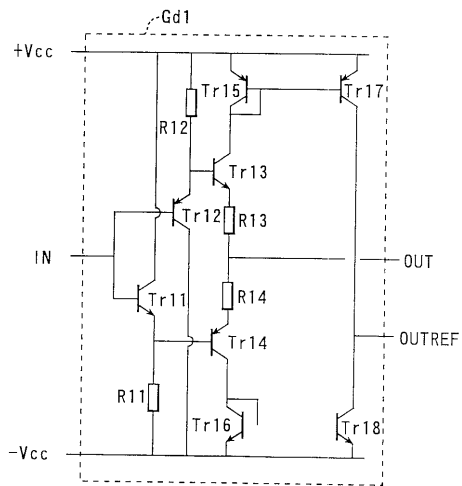 Gd1
+Vcc
Tr15
Tr17
R12
Tr13
Tr12
R13
IN
OUT
Tr11
R14
Tr14
OUTREF
R11
Tr16
Tr18
-Vcc